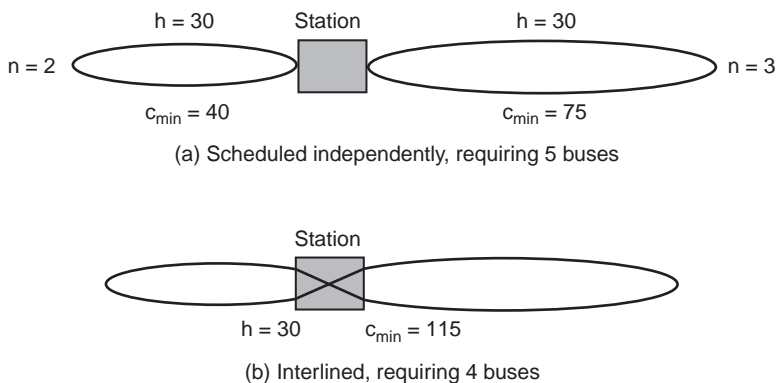 h = 30 Station h = 30
n = 2 n = 3
c_min = 40 c_min = 75
(a) Scheduled independently, requiring 5 buses
Station
h = 30 c_min = 115
(b) Interlined, requiring 4 buses